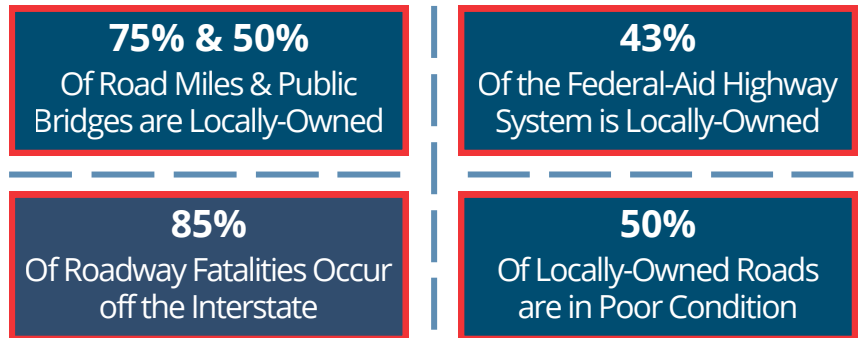 75% & 50%
Of Road Miles & Public
Bridges are Locally-Owned
43%
Of the Federal-Aid Highway
System is Locally-Owned
85%
Of Roadway Fatalities Occur
off the Interstate
50%
Of Locally-Owned Roads
are in Poor Condition